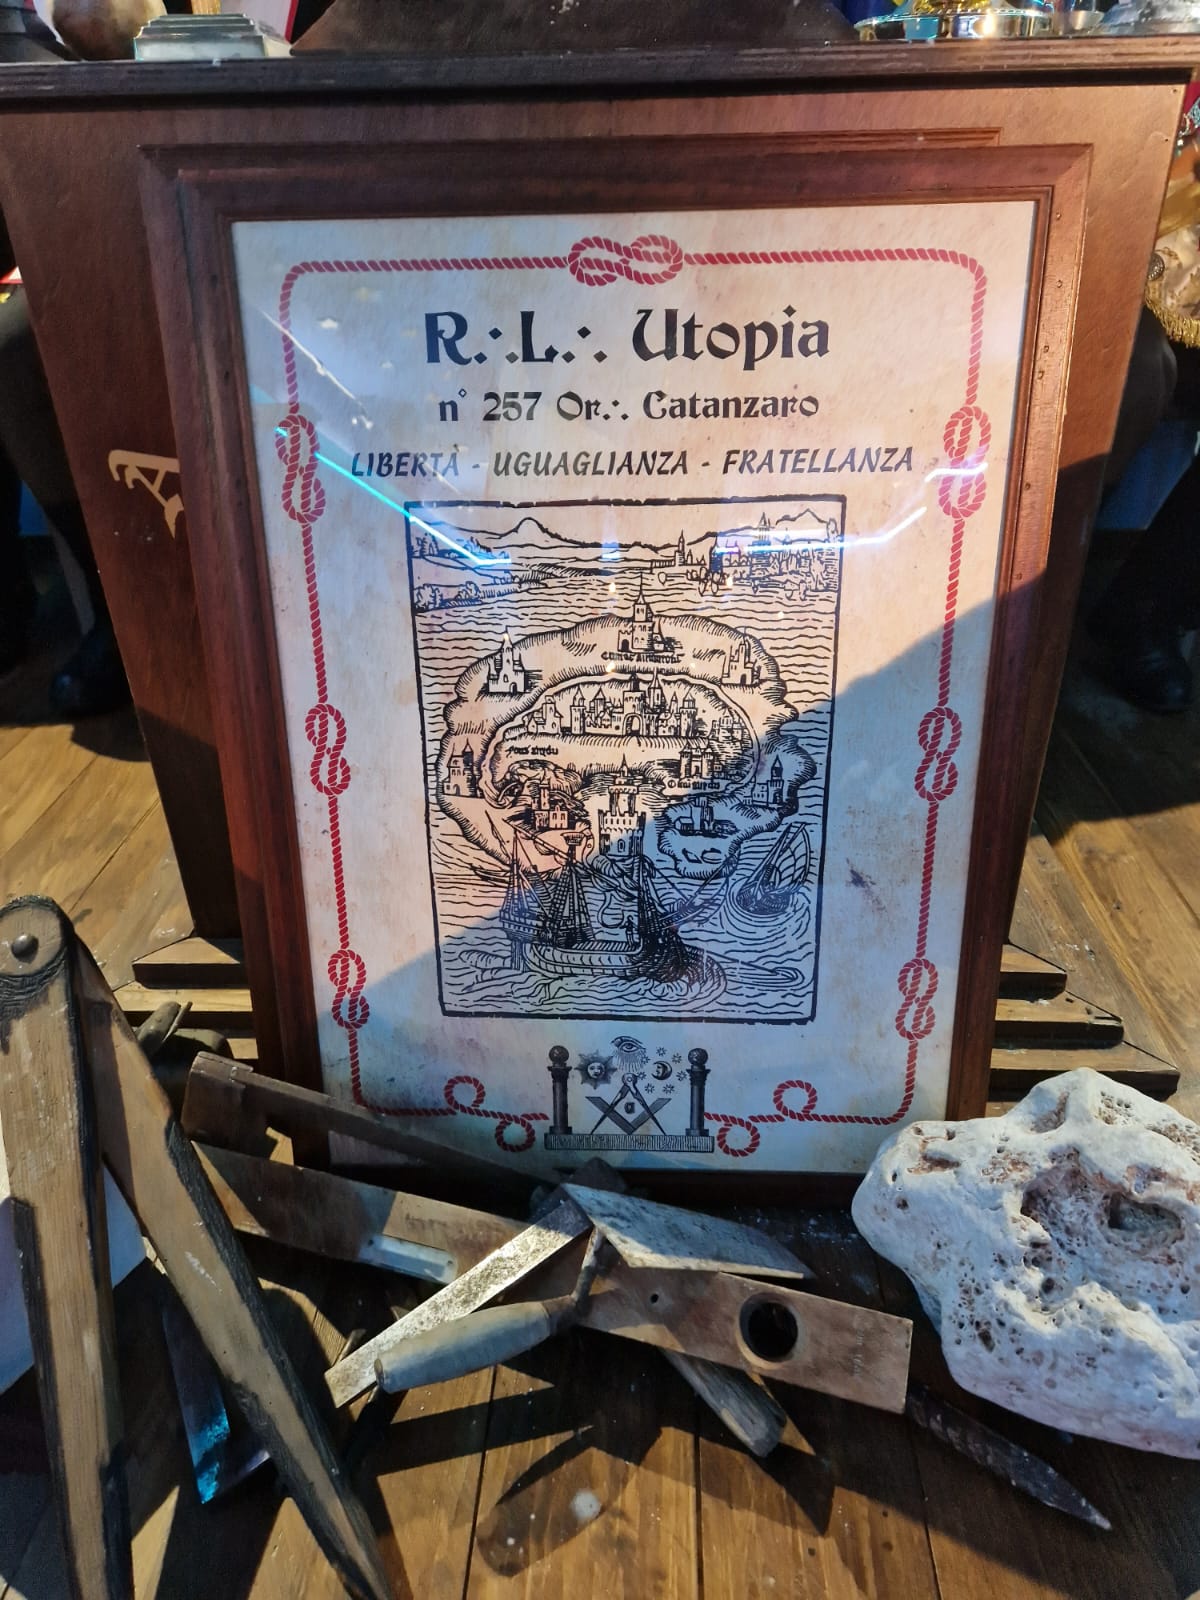 R∴L∴ Utopia
n° 257 Or∴ Catanzaro
LIBERTÀ - UGUAGLIANZA - FRATELLANZA
G